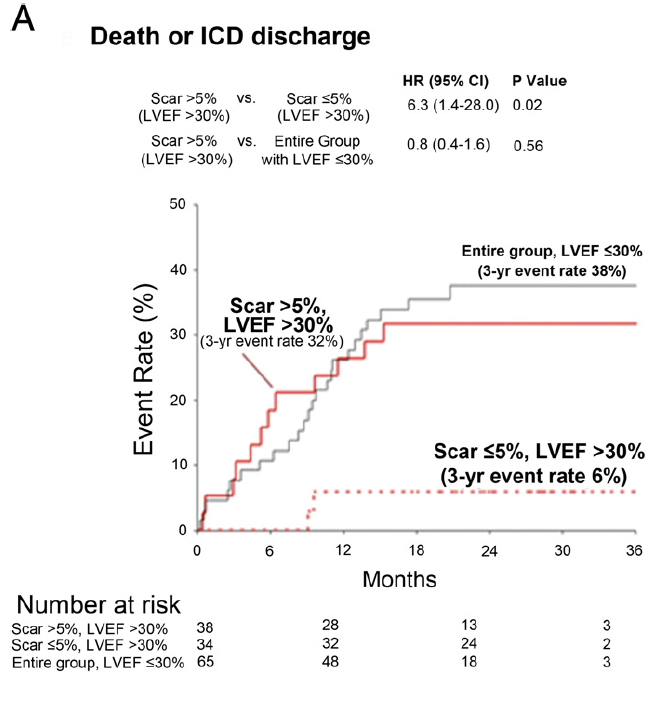 A
Death or ICD discharge
HR (95% CI) P Value
Scar >5% vs. Scar ≤5%
(LVEF >30%) (LVEF >30%) 6.3 (1.4-28.0) 0.02
Scar >5% vs. Entire Group
(LVEF >30%) with LVEF ≤30% 0.8 (0.4-1.6) 0.56
50
Entire group, LVEF ≤30%
(3-yr event rate 38%)
40
Scar >5%,
LVEF >30%
(3-yr event rate 32%)
30
Event Rate (%)
20
Scar ≤5%, LVEF >30%
(3-yr event rate 6%)
10
0
0 6 12 18 24 30 36
Months
Number at risk
Scar >5%, LVEF >30% 38 28 13 3
Scar ≤5%, LVEF >30% 34 32 24 2
Entire group, LVEF ≤30% 65 48 18 3